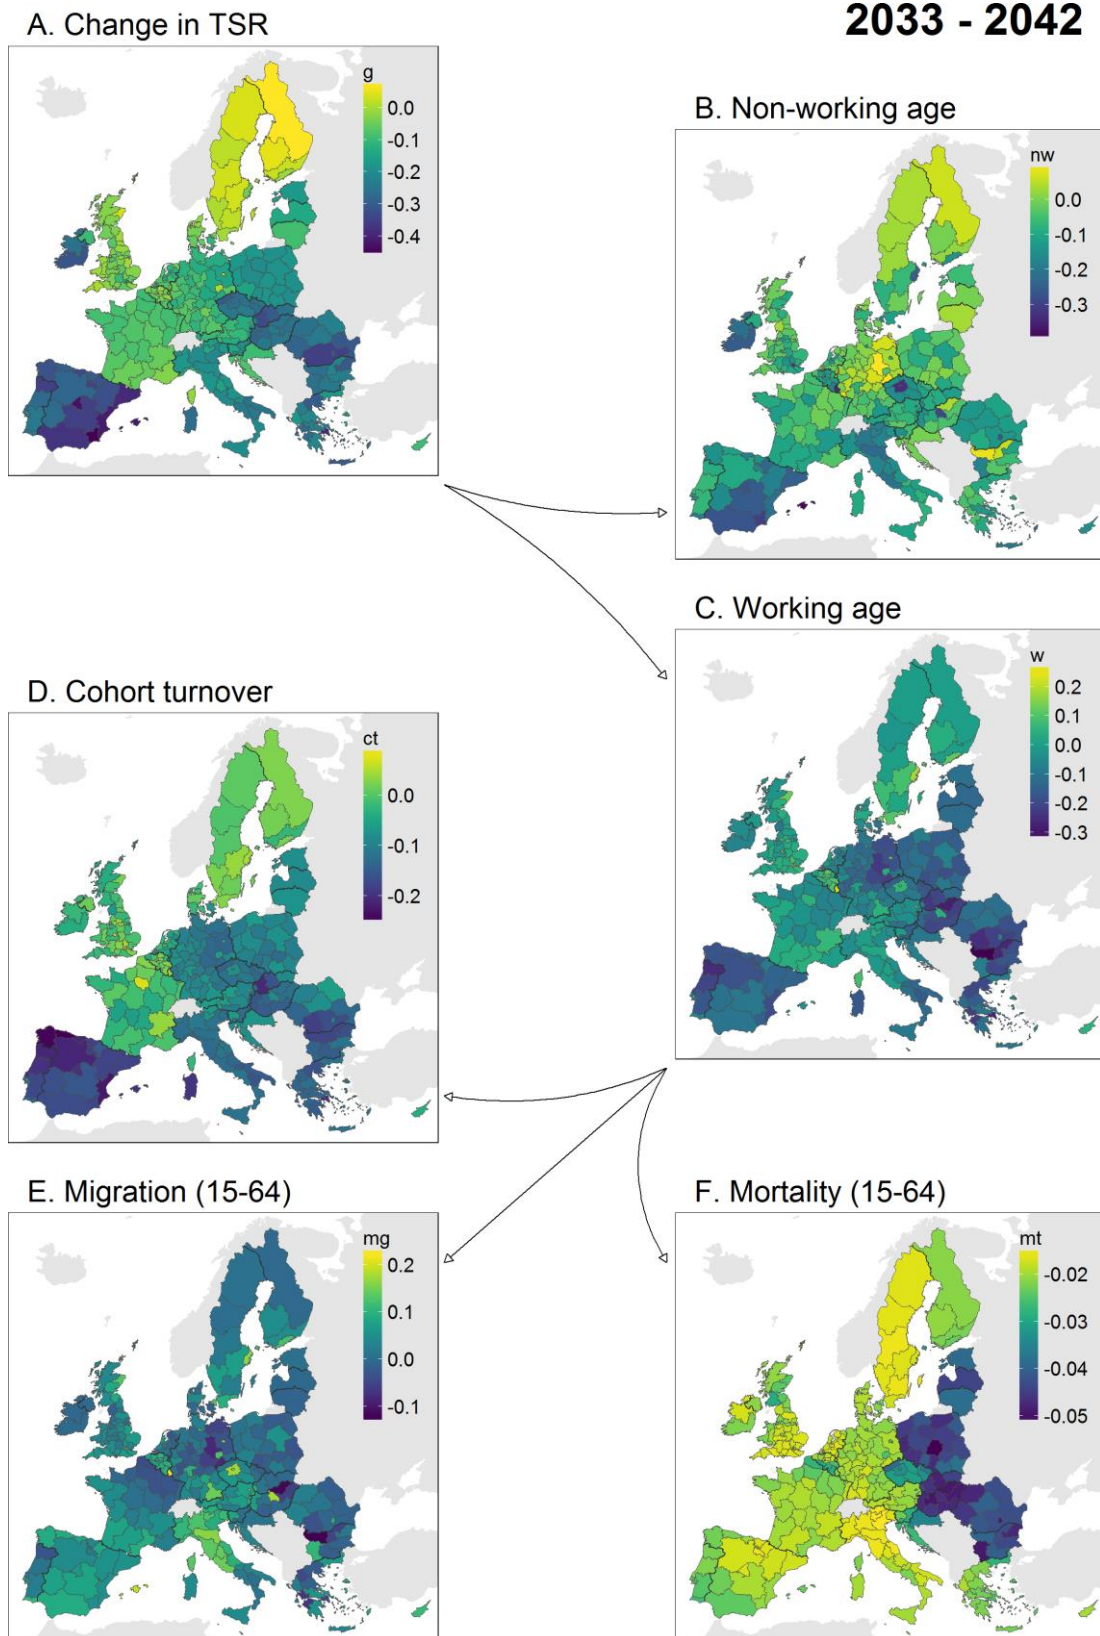 A. Change in TSR
2033 - 2042
g
0.0
-0.1
-0.2
-0.3
-0.4
B. Non-working age
nw
0.0
-0.1
-0.2
-0.3
C. Working age
w
0.2
0.1
0.0
-0.1
-0.2
-0.3
D. Cohort turnover
ct
0.0
-0.1
-0.2
E. Migration (15-64)
mg
0.2
0.1
0.0
-0.1
F. Mortality (15-64)
mt
-0.02
-0.03
-0.04
-0.05